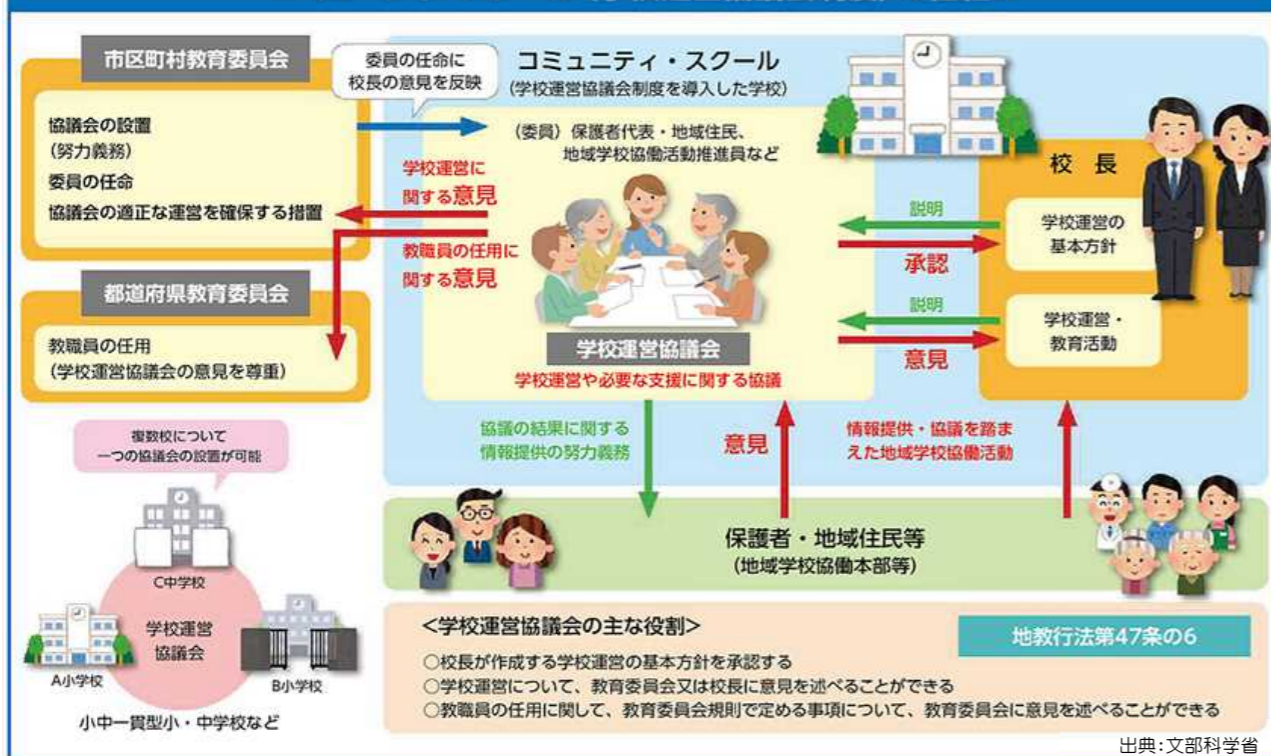 市区町村教育委員会
協議会の設置
(努力義務)
委員の任命
協議会の適正な運営を確保する措置
都道府県教育委員会
教職員の任用
(学校運営協議会の意見を尊重)
委員の任命に
校長の意見を反映
コミュニティ・スクール
(学校運営協議会制度を導入した学校)
(委員) 保護者代表・地域住民、
地域学校協働活動推進員など
学校運営に
関する意見
教職員の任用に
関する意見
学校運営協議会
学校運営や必要な支援に関する協議
校長
説明
承認
学校運営の
基本方針
説明
意見
学校運営・
教育活動
協議の結果に関する
情報提供の努力義務
意見
情報提供・協議を踏ま
えた地域学校協働活動
保護者・地域住民等
(地域学校協働本部等)
複数校について
一つの協議会の設置が可能
C中学校
学校運営
協議会
A小学校
B小学校
小中一貫型小・中学校など
<学校運営協議会の主な役割>
地教行法第47条の6
○校長が作成する学校運営の基本方針を承認する
○学校運営について、教育委員会又は校長に意見を述べることができる
○教職員の任用に関して、教育委員会規則で定める事項について、教育委員会に意見を述べることができる
出典:文部科学省